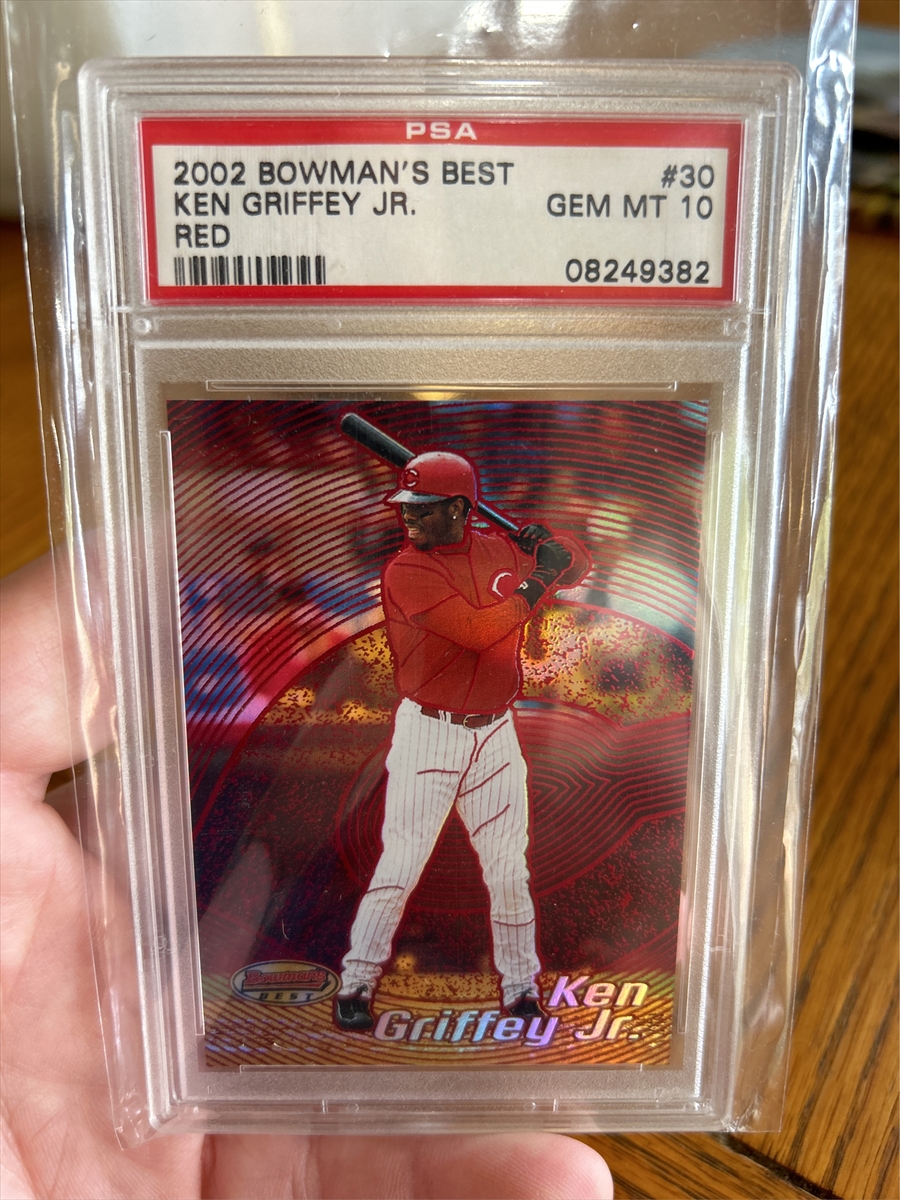 PSA
2002 BOWMAN'S BEST #30
KEN GRIFFEY JR. GEM MT 10
RED
08249382
C
C
Bowman's
BEST
Ken
Griffey Jr.